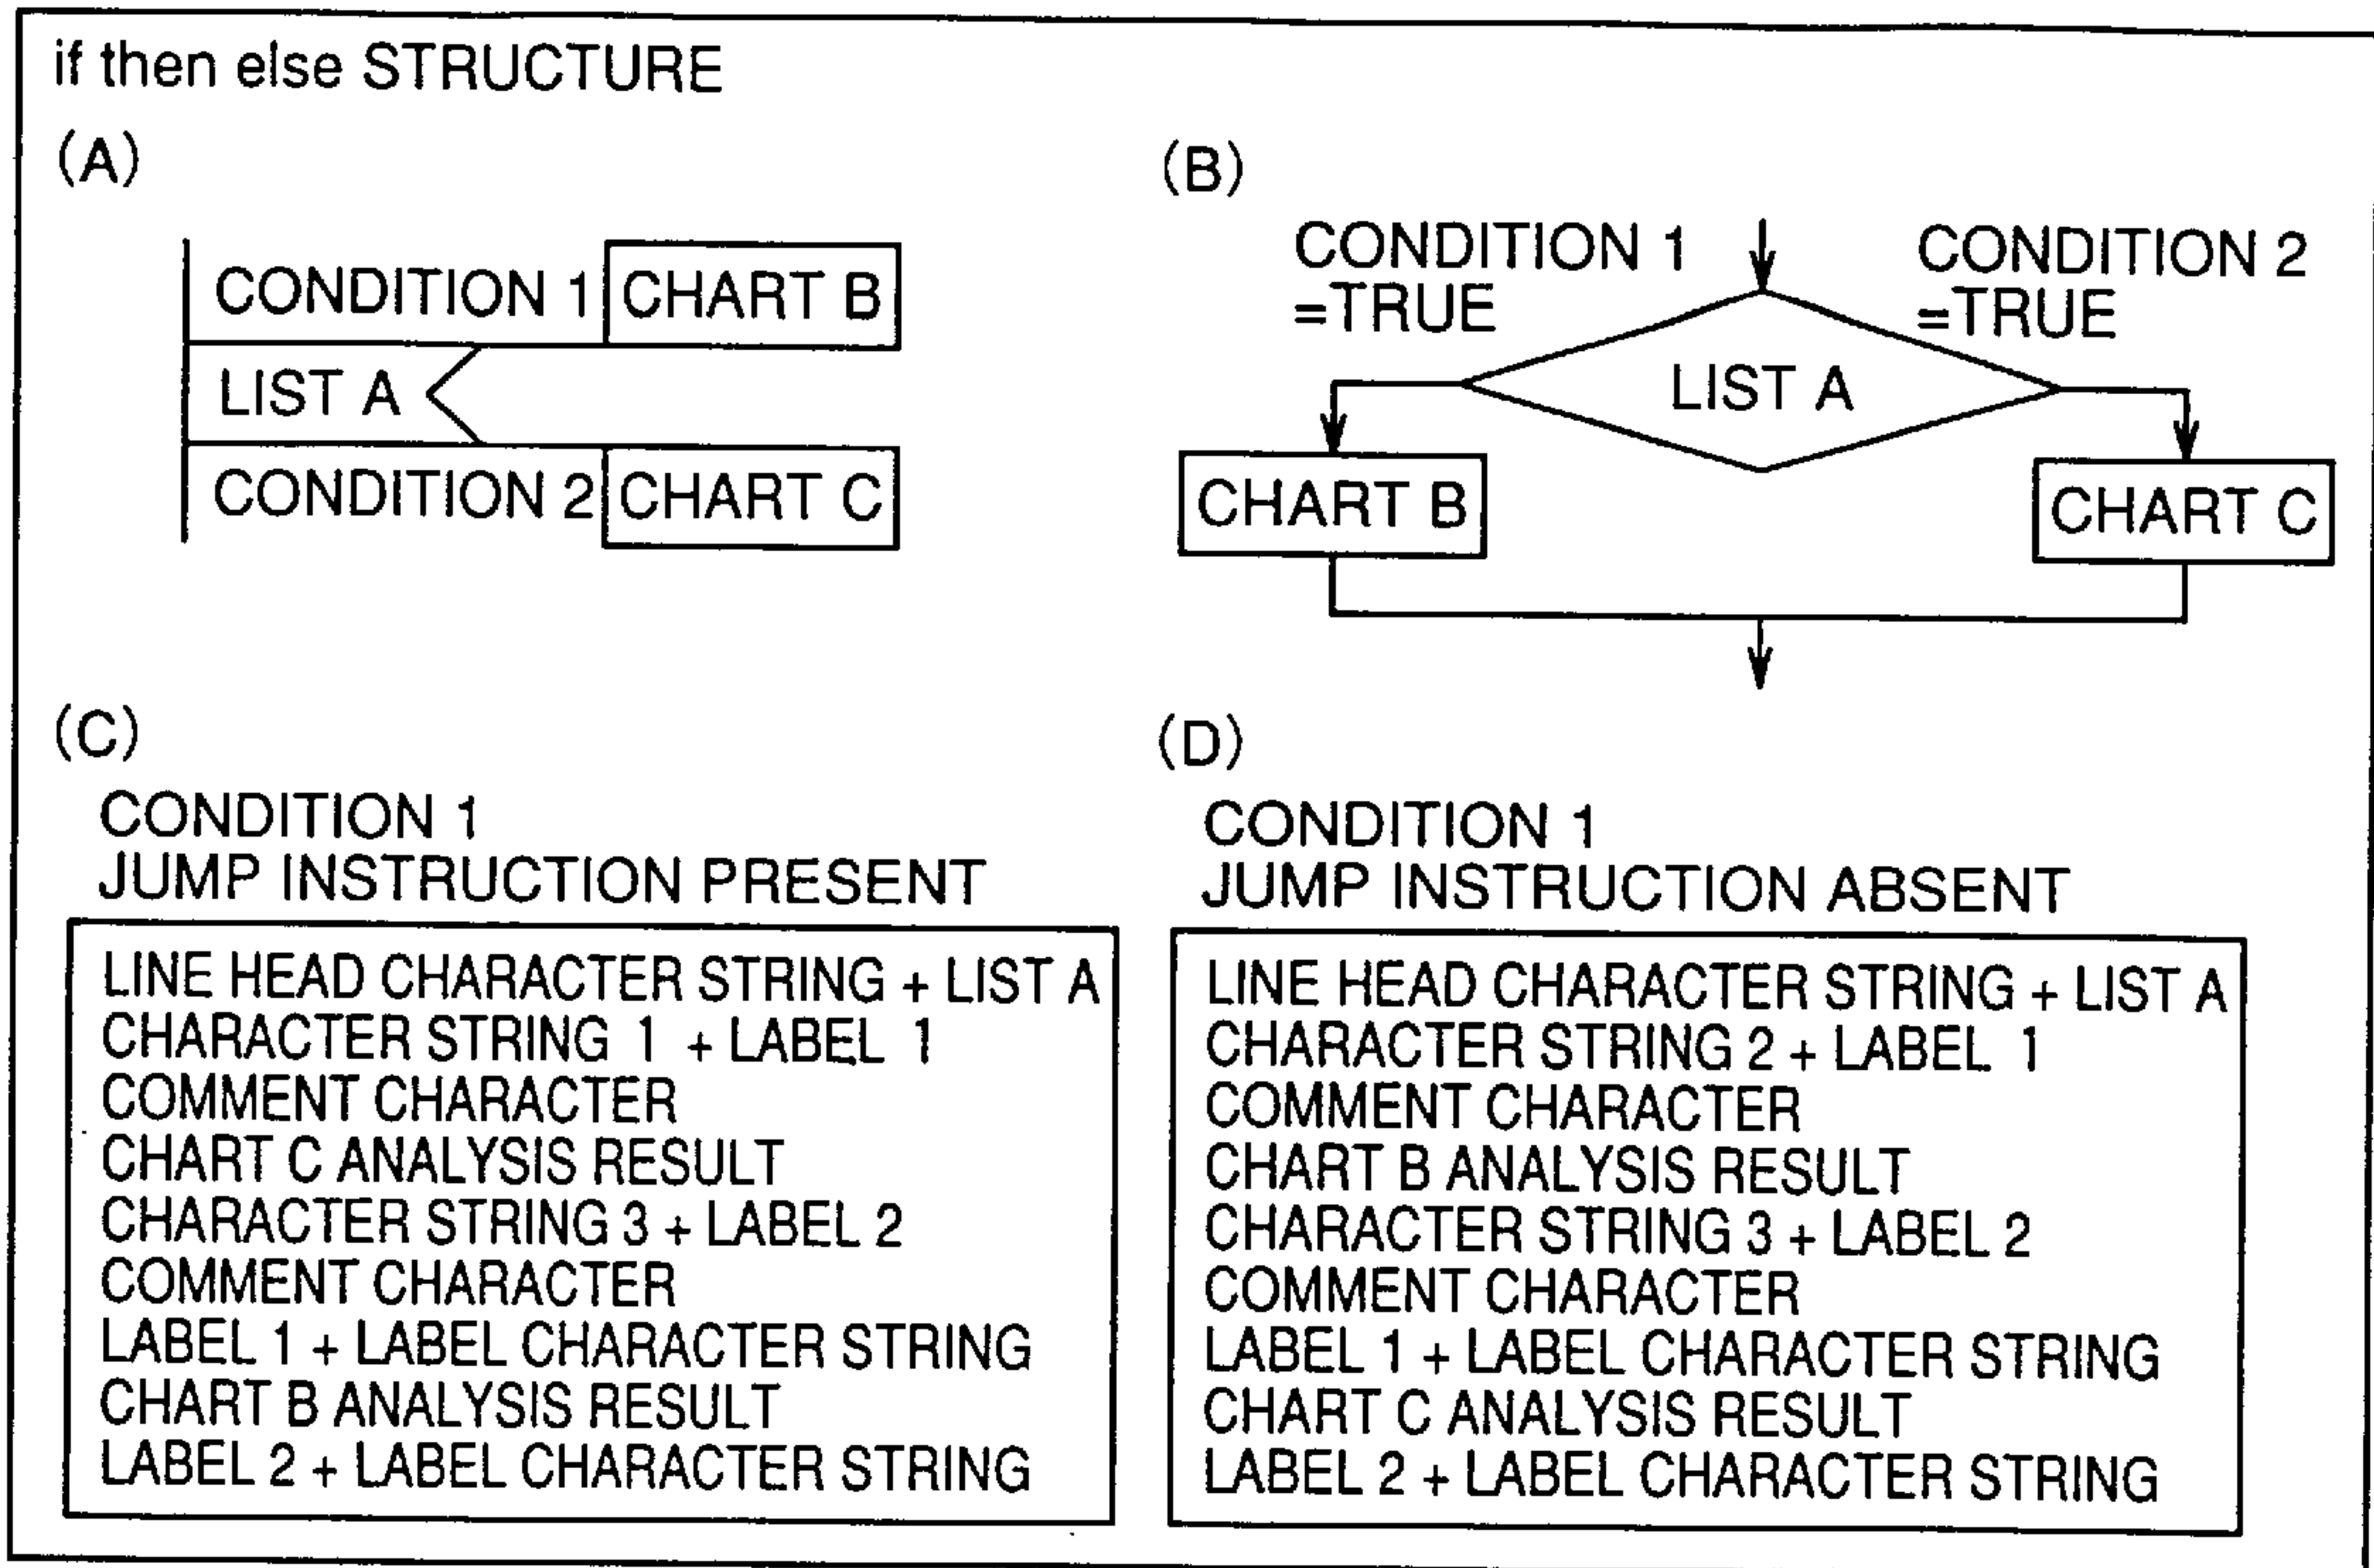 if then else STRUCTURE
(A)
CONDITION 1 CHART B
LIST A
CONDITION 2 CHART C
(B)
CONDITION 1
=TRUE
CONDITION 2
=TRUE
LIST A
CHART B
CHART C
(C)
CONDITION 1
JUMP INSTRUCTION PRESENT
LINE HEAD CHARACTER STRING + LIST A
CHARACTER STRING 1 + LABEL 1
COMMENT CHARACTER
CHART C ANALYSIS RESULT
CHARACTER STRING 3 + LABEL 2
COMMENT CHARACTER
LABEL 1 + LABEL CHARACTER STRING
CHART B ANALYSIS RESULT
LABEL 2 + LABEL CHARACTER STRING
(D)
CONDITION 1
JUMP INSTRUCTION ABSENT
LINE HEAD CHARACTER STRING + LIST A
CHARACTER STRING 2 + LABEL 1
COMMENT CHARACTER
CHART B ANALYSIS RESULT
CHARACTER STRING 3 + LABEL 2
COMMENT CHARACTER
LABEL 1 + LABEL CHARACTER STRING
CHART C ANALYSIS RESULT
LABEL 2 + LABEL CHARACTER STRING